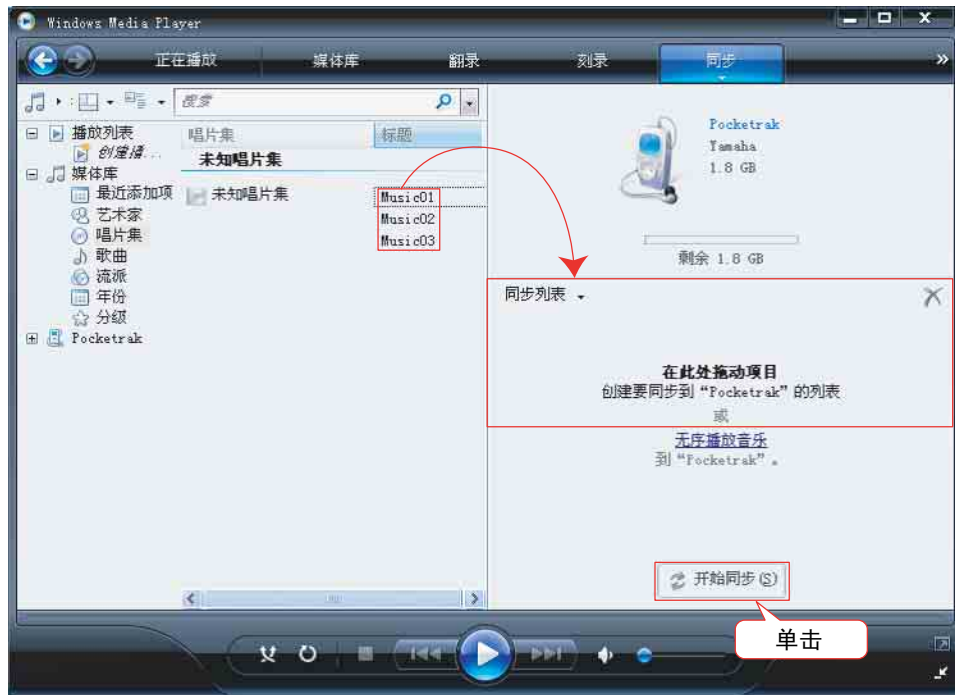 Windows Media Player
正在播放 媒体库 翻录 刻录 同步 »
搜索
播放列表
创建播...
媒体库
最近添加项
艺术家
唱片集
歌曲
流派
年份
分级
Pocketrak
唱片集 标题
未知唱片集
未知唱片集
Music01
Music02
Music03
Pocketrak
Yamaha
1.8 GB
剩余 1.8 GB
同步列表
在此处拖动项目
创建要同步到“Pocketrak”的列表
或
无序播放音乐
到“Pocketrak”。
开始同步(S)
单击